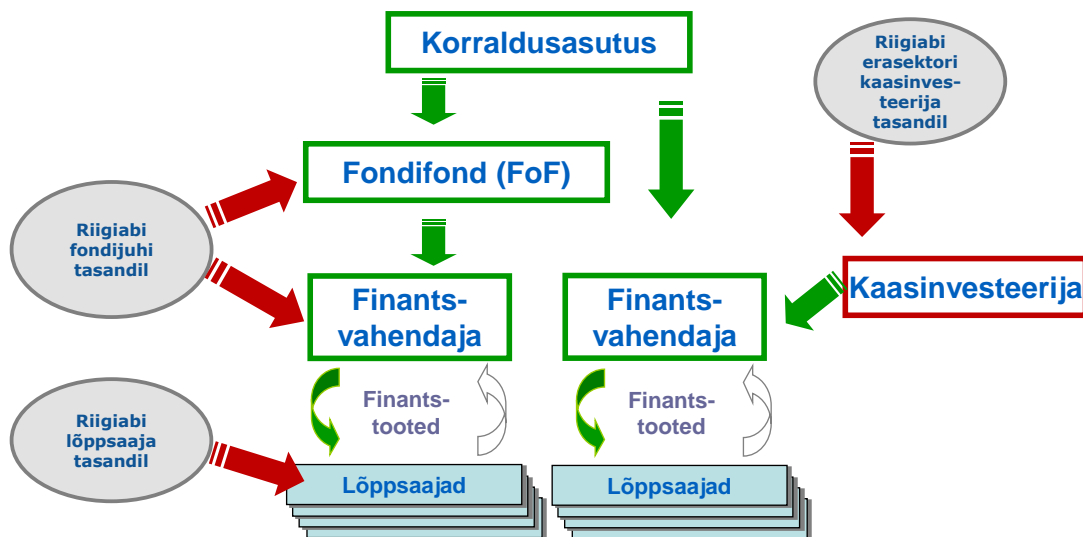 Korraldusasutus
Riigiabi
erasektori
kaasinves-
teerija
tasandil
Fondifond (FoF)
Riigiabi
fondijuhi
tasandil
Finants-
vahendaja
Finants-
vahendaja
Kaasinvesteerija
Finants-
tooted
Finants-
tooted
Riigiabi
lõppsaaja
tasandil
Lõppsaajad
Lõppsaajad